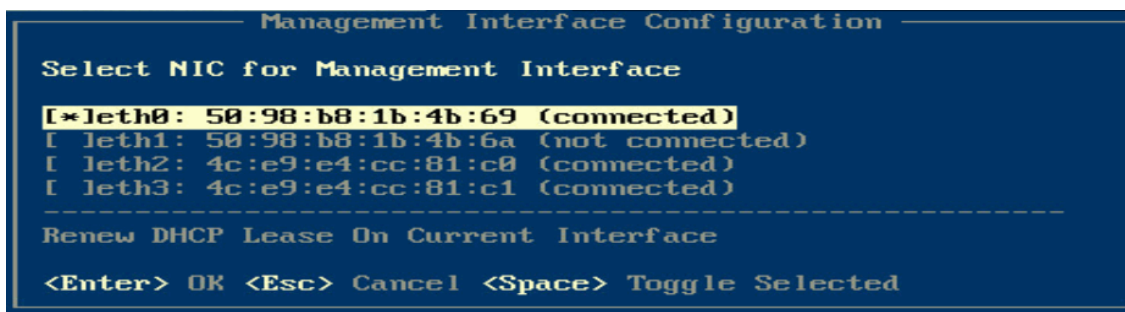 Management Interface Configuration
Select NIC for Management Interface
[*]eth0: 50:98:b8:1b:4b:69 (connected)
[ ]eth1: 50:98:b8:1b:4b:6a (not connected)
[ ]eth2: 4c:e9:e4:cc:81:c0 (connected)
[ ]eth3: 4c:e9:e4:cc:81:c1 (connected)
-------------------------------------------------------------
Renew DHCP Lease On Current Interface
<Enter> OK <Esc> Cancel <Space> Toggle Selected